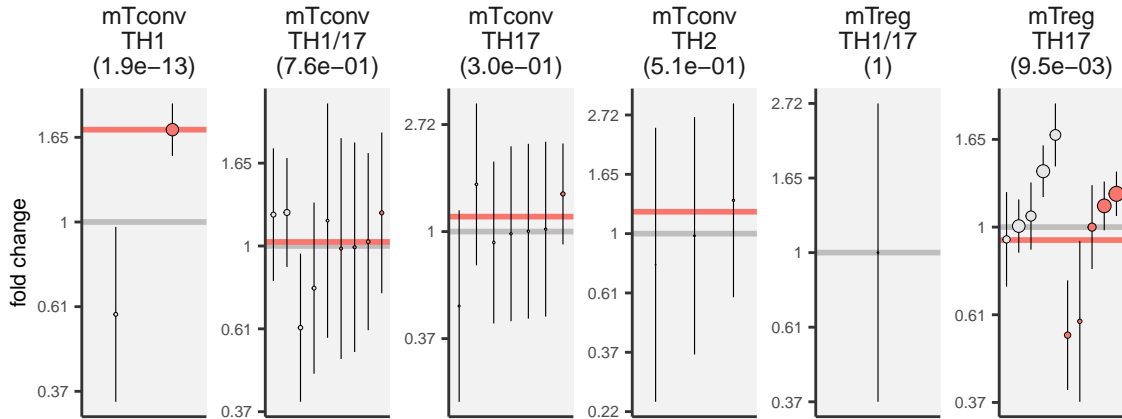 mTconv
TH1
(1.9e−13)
mTconv
TH1/17
(7.6e−01)
mTconv
TH17
(3.0e−01)
mTconv
TH2
(5.1e−01)
mTreg
TH1/17
(1)
mTreg
TH17
(9.5e−03)
fold change
1.65
1
0.61
0.37
1.65
1
0.61
0.37
2.72
1
0.37
2.72
1.65
1
0.61
0.37
0.22
2.72
1.65
1
0.61
0.37
1.65
1
0.61
0.37